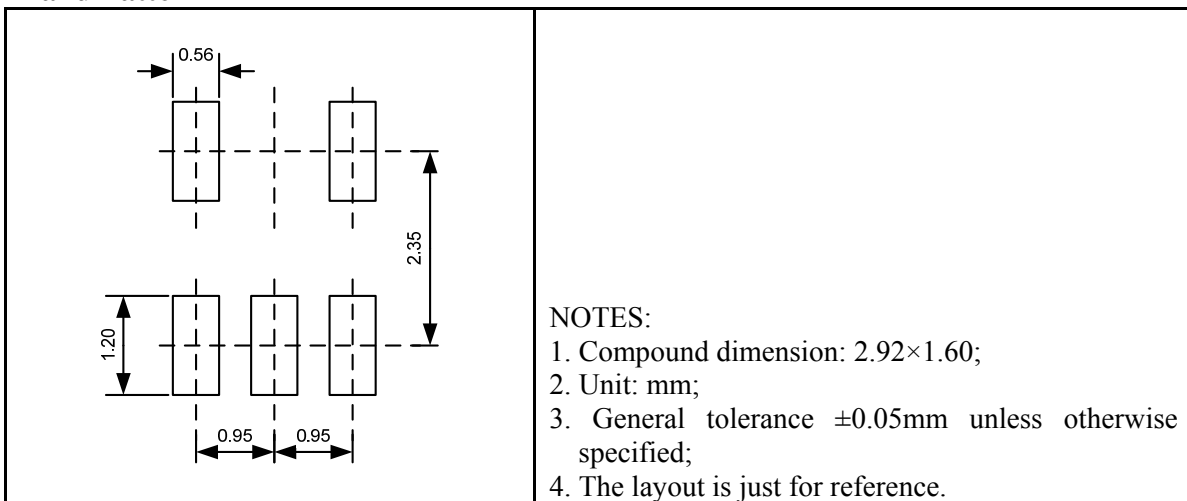 0.56
2.35
1.20
0.95 0.95
NOTES:
1. Compound dimension: 2.92×1.60;
2. Unit: mm;
3. General tolerance ±0.05mm unless otherwise
specified;
4. The layout is just for reference.